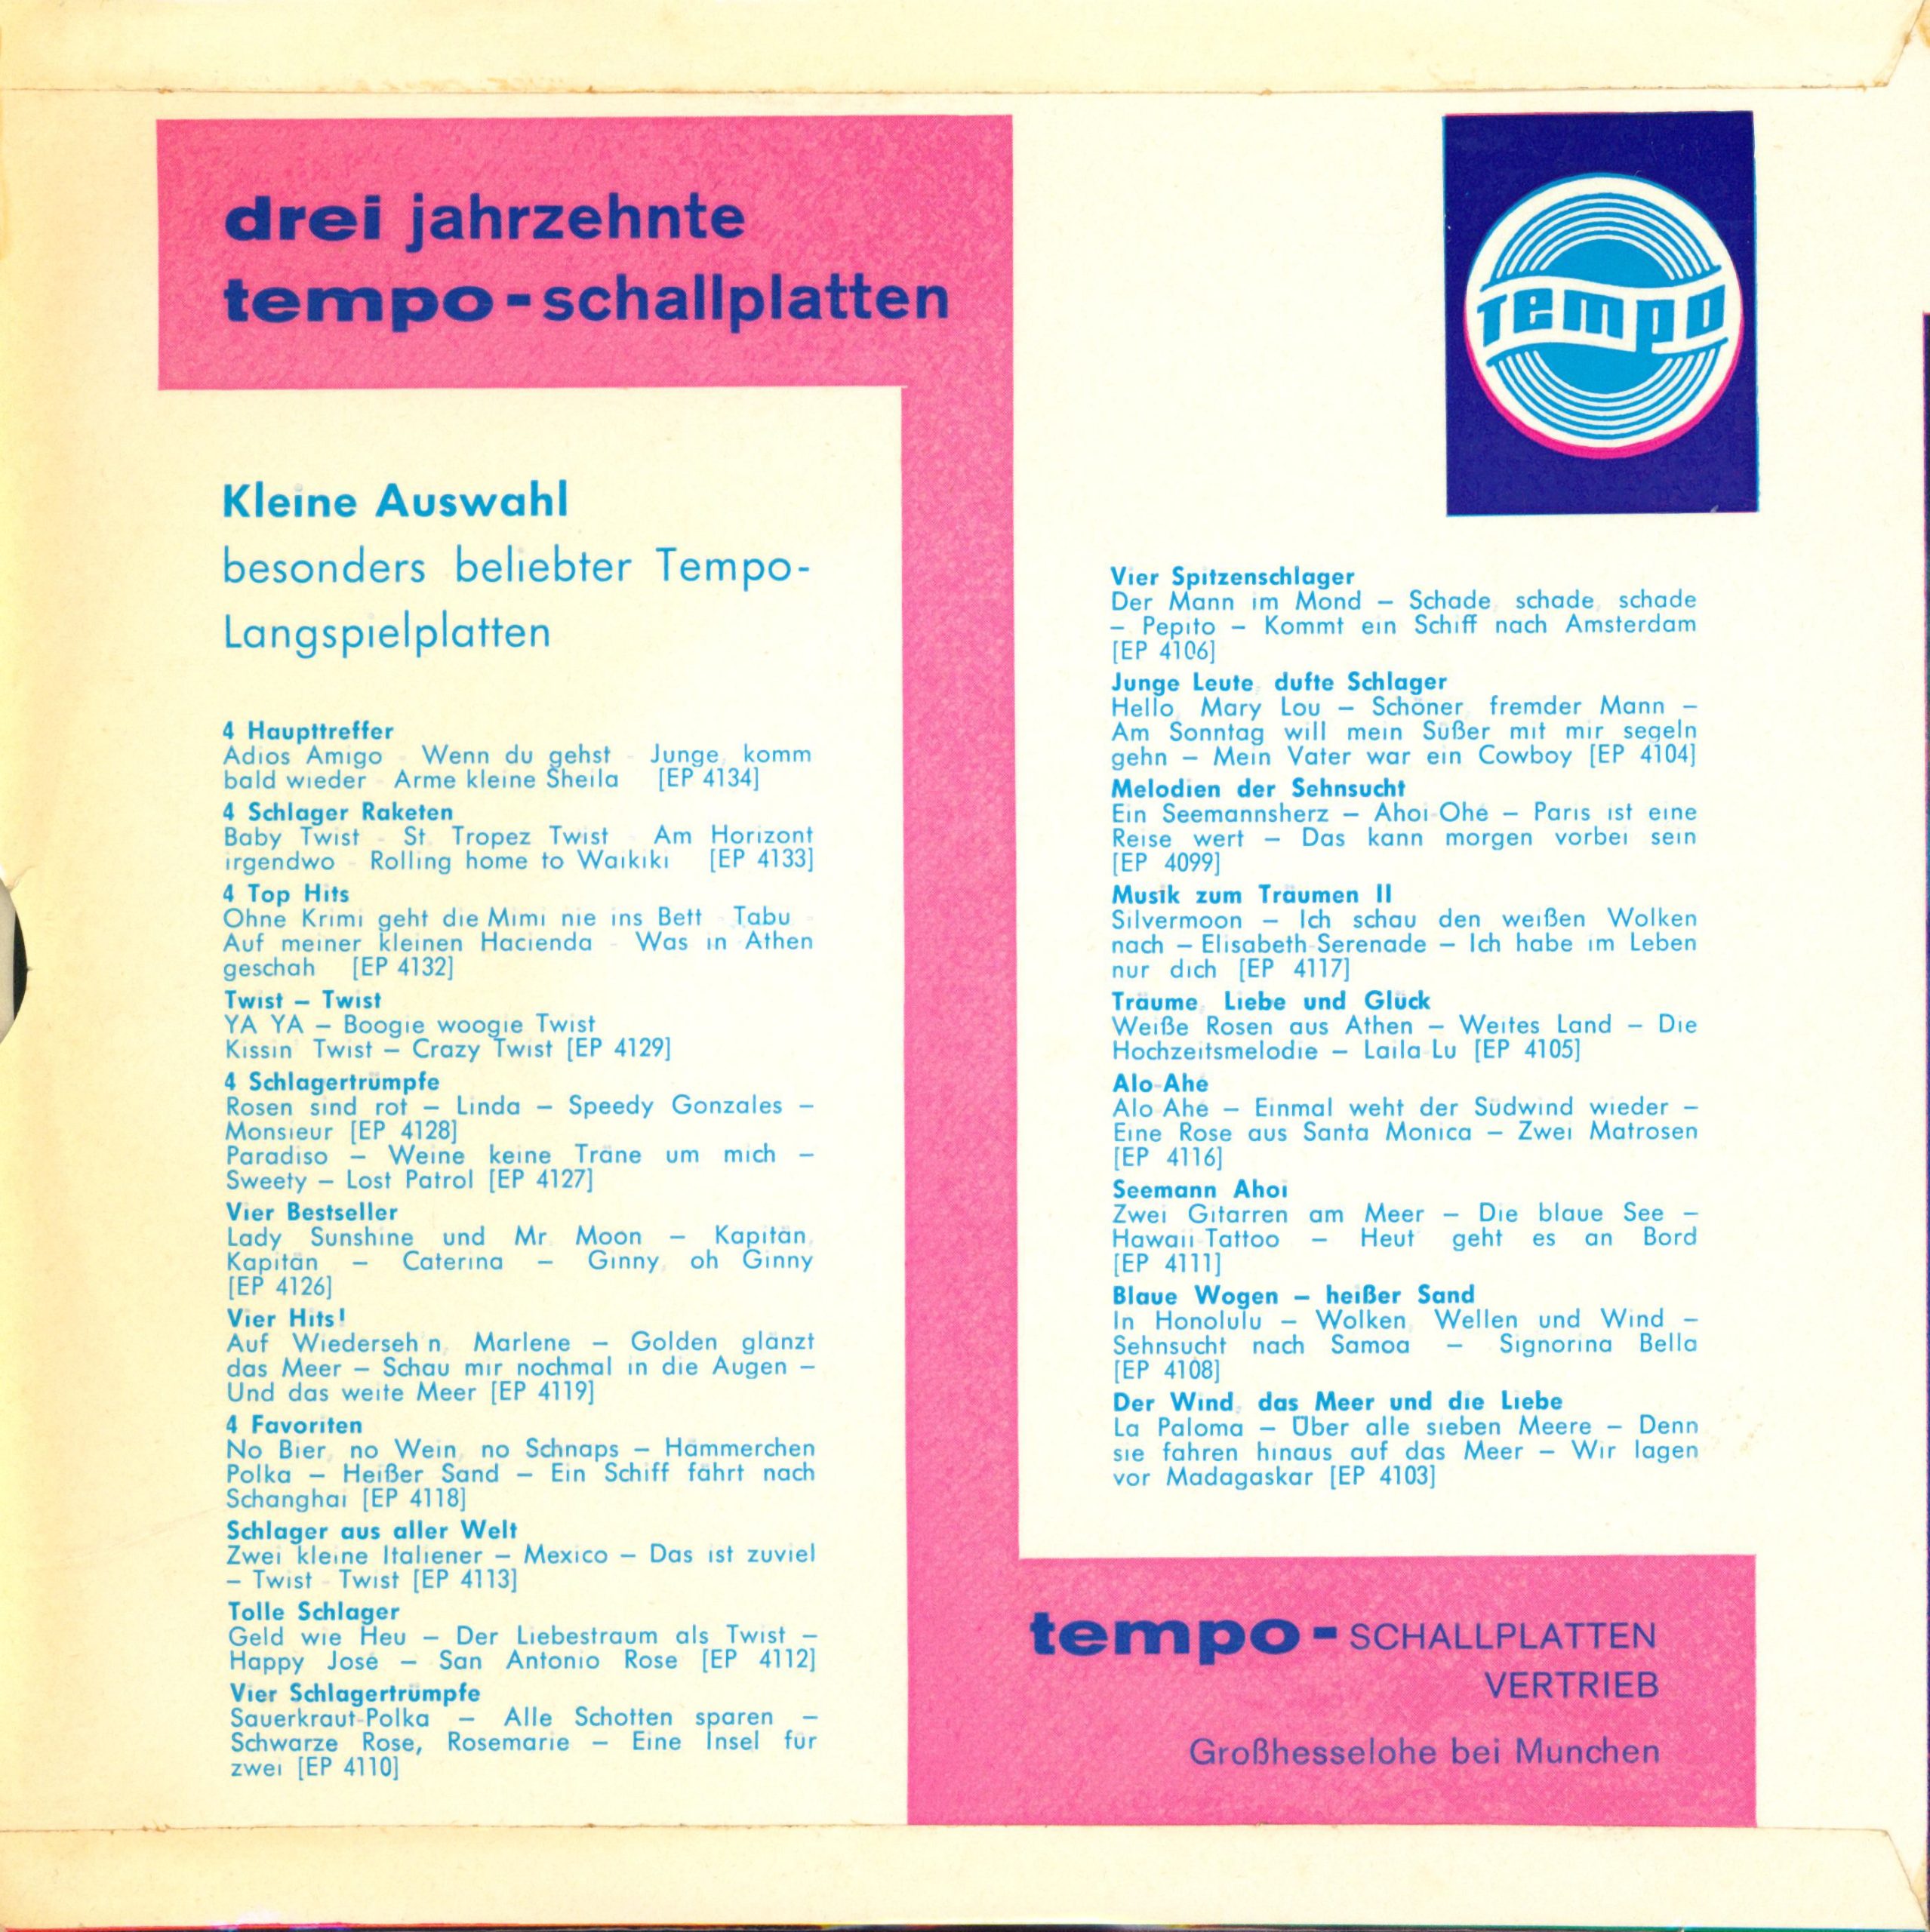 drei jahrzehnte
tempo-schallplatten
Tempo
Kleine Auswahl
besonders beliebter Tempo-
Langspielplatten
4 Haupttreffer
Adios Amigo - Wenn du gehst - Junge, komm
bald wieder - Arme kleine Sheila [EP 4134]
4 Schlager Raketen
Baby Twist - St. Tropez Twist - Am Horizont
irgendwo - Rolling home to Waikiki [EP 4133]
4 Top Hits
Ohne Krimi geht die Mimi nie ins Bett - Tabu -
Auf meiner kleinen Hacienda - Was in Athen
geschah [EP 4132]
Twist – Twist
YA YA – Boogie woogie Twist
Kissin' Twist – Crazy Twist [EP 4129]
4 Schlagertrümpfe
Rosen sind rot – Linda – Speedy Gonzales –
Monsieur [EP 4128]
Paradiso – Weine keine Träne um mich –
Sweety – Lost Patrol [EP 4127]
Vier Bestseller
Lady Sunshine und Mr. Moon – Kapitän,
Kapitän – Caterina – Ginny, oh Ginny
[EP 4126]
Vier Hits!
Auf Wiederseh'n, Marlene – Golden glänzt
das Meer – Schau mir nochmal in die Augen –
Und das weite Meer [EP 4119]
4 Favoriten
No Bier, no Wein, no Schnaps – Hämmerchen
Polka – Heißer Sand – Ein Schiff fährt nach
Schanghai [EP 4118]
Schlager aus aller Welt
Zwei kleine Italiener – Mexico – Das ist zuviel
– Twist - Twist [EP 4113]
Tolle Schlager
Geld wie Heu – Der Liebestraum als Twist –
Happy José – San Antonio Rose [EP 4112]
Vier Schlagertrümpfe
Sauerkraut-Polka – Alle Schotten sparen –
Schwarze Rose, Rosemarie – Eine Insel für
zwei [EP 4110]
Vier Spitzenschlager
Der Mann im Mond – Schade, schade, schade
– Pepito – Kommt ein Schiff nach Amsterdam
[EP 4106]
Junge Leute, dufte Schlager
Hello, Mary Lou – Schöner, fremder Mann –
Am Sonntag will mein Süßer mit mir segeln
gehn – Mein Vater war ein Cowboy [EP 4104]
Melodien der Sehnsucht
Ein Seemannsherz – Ahoi-Ohé – Paris ist eine
Reise wert – Das kann morgen vorbei sein
[EP 4099]
Musik zum Träumen II
Silvermoon – Ich schau den weißen Wolken
nach – Elisabeth-Serenade – Ich habe im Leben
nur dich [EP 4117]
Träume, Liebe und Glück
Weiße Rosen aus Athen – Weites Land – Die
Hochzeitsmelodie – Laila-Lu [EP 4105]
Alo-Ahé
Alo-Ahé – Einmal weht der Südwind wieder –
Eine Rose aus Santa Monica – Zwei Matrosen
[EP 4116]
Seemann Ahoi
Zwei Gitarren am Meer – Die blaue See –
Hawaii-Tattoo – Heut' geht es an Bord
[EP 4111]
Blaue Wogen – heißer Sand
In Honolulu – Wolken, Wellen und Wind –
Sehnsucht nach Samoa – Signorina Bella
[EP 4108]
Der Wind, das Meer und die Liebe
La Paloma – Über alle sieben Meere – Denn
sie fahren hinaus auf das Meer – Wir lagen
vor Madagaskar [EP 4103]
tempo-SCHALLPLATTEN
VERTRIEB
Großhesselohe bei Munchen